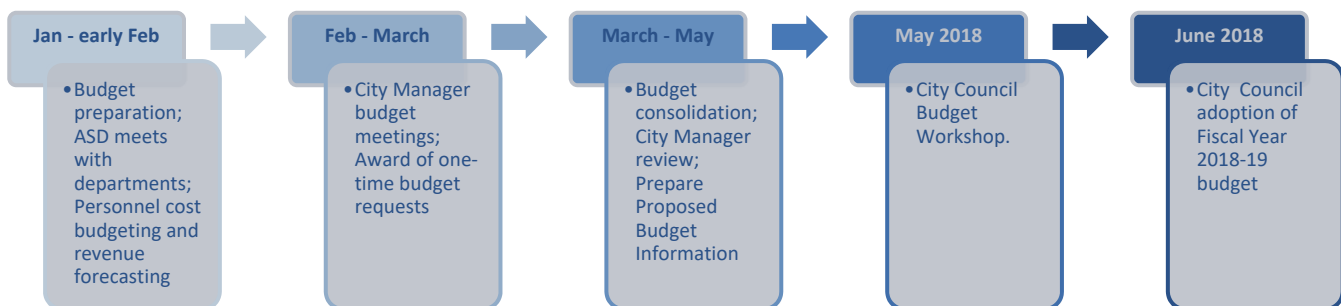 Jan - early Feb
•Budget
preparation;
ASD meets
with
departments;
Personnel cost
budgeting and
revenue
forecasting
Feb - March
•City Manager
budget
meetings;
Award of one-
time budget
requests
March - May
•Budget
consolidation;
City Manager
review;
Prepare
Proposed
Budget
Information
May 2018
•City Council
Budget
Workshop.
June 2018
•City Council
adoption of
Fiscal Year
2018-19
budget